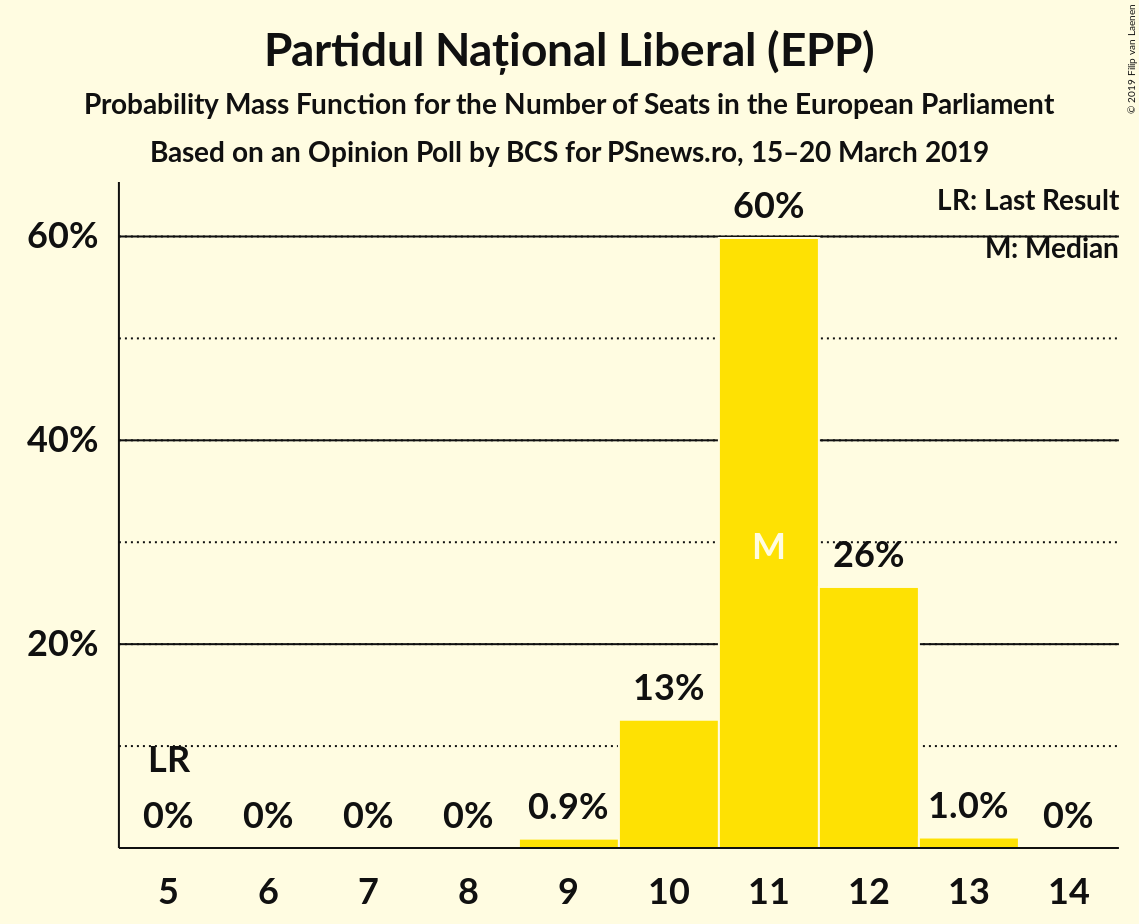 Partidul Național Liberal (EPP)
Probability Mass Function for the Number of Seats in the European Parliament
Based on an Opinion Poll by BCS for PSnews.ro, 15–20 March 2019
© 2019 Filip van Laenen
LR: Last Result
M: Median
60%
40%
20%
LR
0%
0%
0%
0%
0.9%
13%
60%
M
26%
1.0%
0%
5 6 7 8 9 10 11 12 13 14